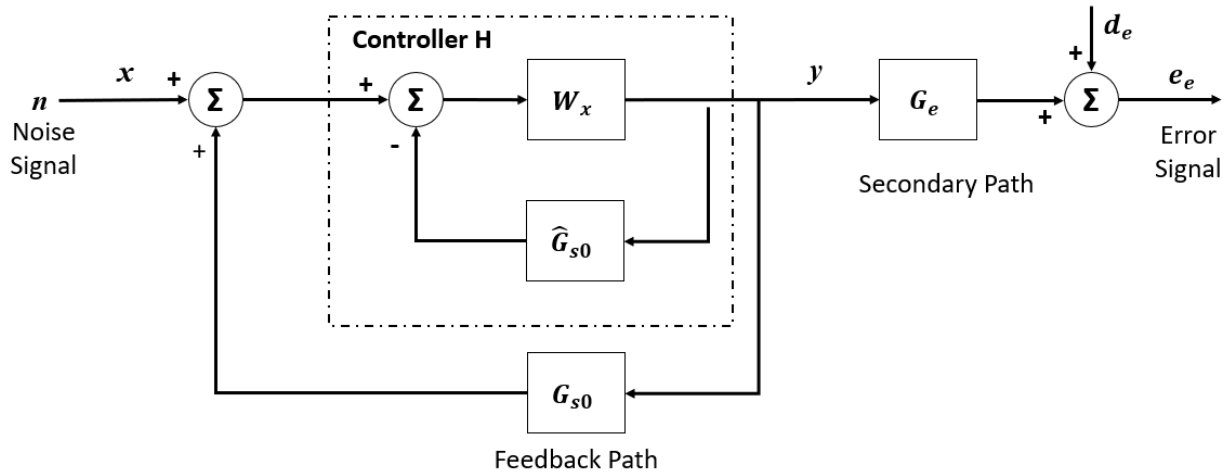 Controller H
d_e
x
+
Σ
+
Σ
W_x
y
G_e
+
+
Σ
e_e
n
Noise
Signal
+
-
Error
Signal
Secondary Path
Ĝ_s0
G_s0
Feedback Path